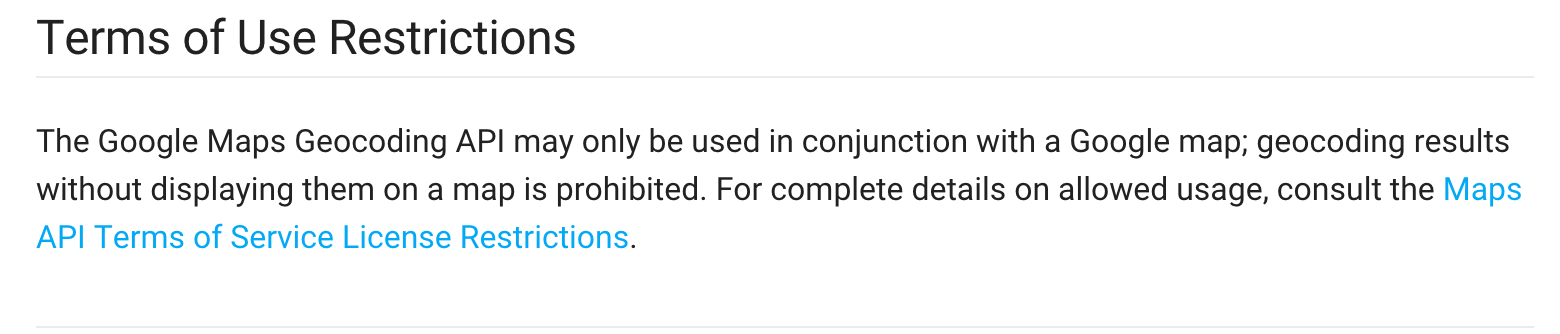 Terms of Use Restrictions
The Google Maps Geocoding API may only be used in conjunction with a Google map; geocoding results
without displaying them on a map is prohibited. For complete details on allowed usage, consult the Maps
API Terms of Service License Restrictions.